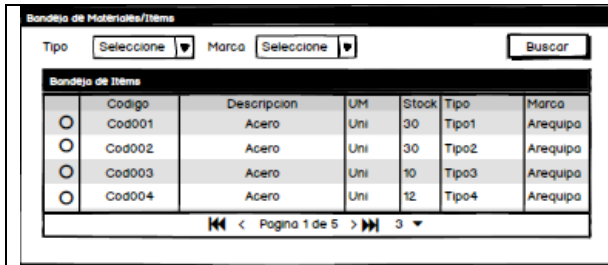 Bandeja de Materiales/Items
Tipo Seleccione Marca Seleccione Buscar
Bandeja de Items
Codigo Descripcion UM Stock Tipo Marca
Cod001 Acero Uni 30 Tipo1 Arequipa
Cod002 Acero Uni 30 Tipo2 Arequipa
Cod003 Acero Uni 10 Tipo3 Arequipa
Cod004 Acero Uni 12 Tipo4 Arequipa
Pagina 1 de 5 3